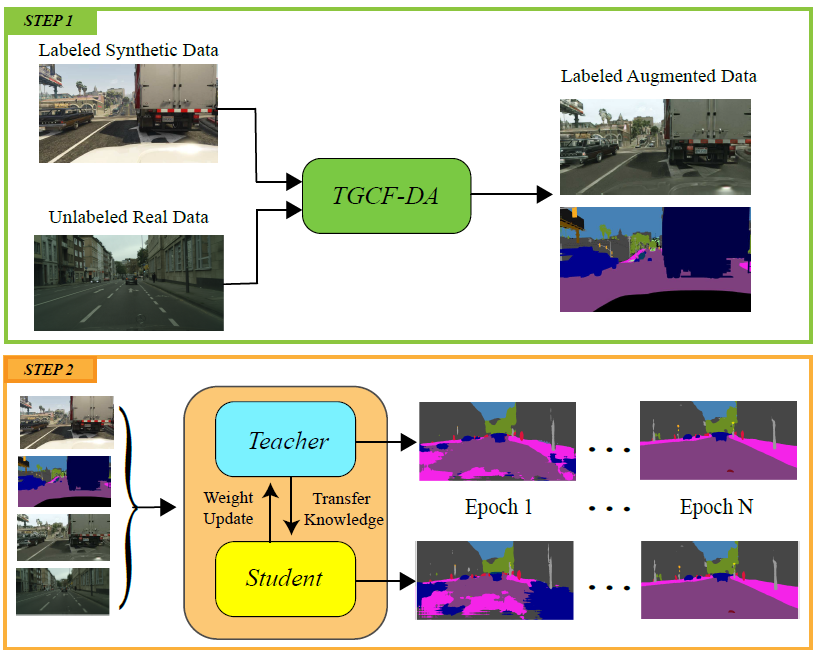 STEP 1
Labeled Synthetic Data
Labeled Augmented Data
TGCF-DA
Unlabeled Real Data
STEP 2
Teacher
Weight
Update
Transfer
Knowledge
Student
Epoch 1
...
Epoch N